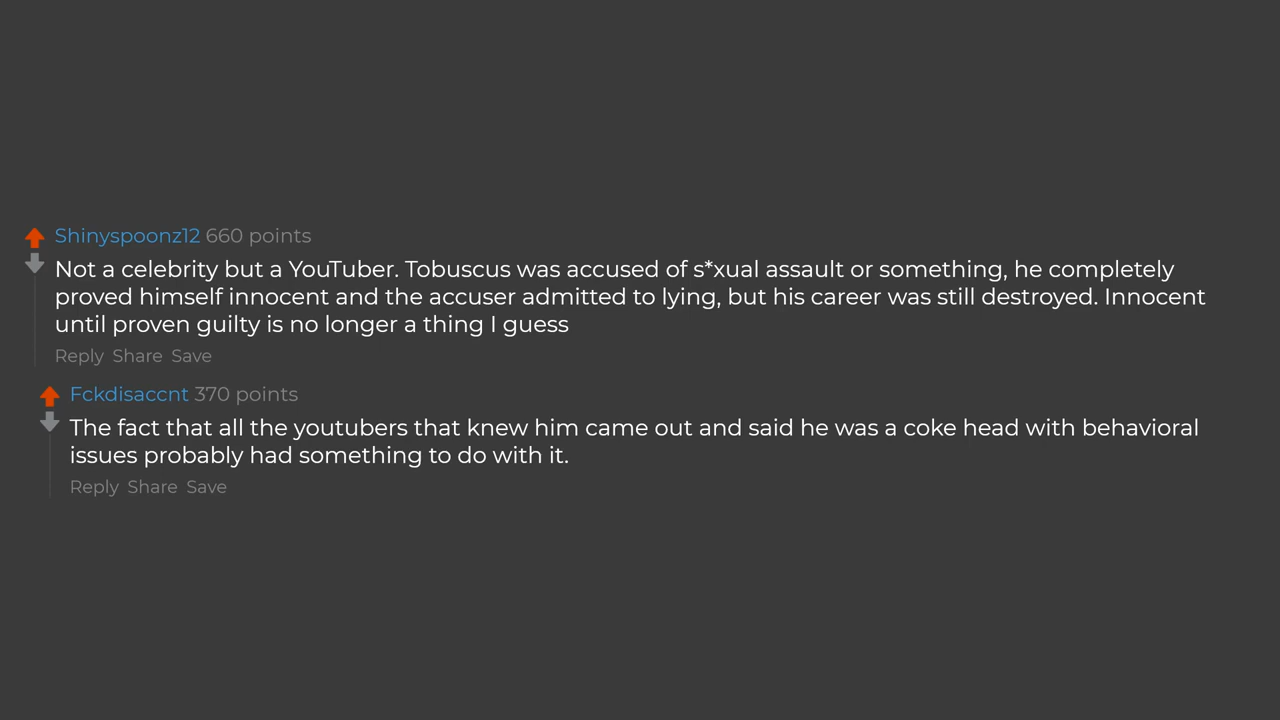 Shinyspoonz12 660 points
Not a celebrity but a YouTuber. Tobuscus was accused of s*xual assault or something, he completely
proved himself innocent and the accuser admitted to lying, but his career was still destroyed. Innocent
until proven guilty is no longer a thing I guess
Reply Share Save
Fckdisaccnt 370 points
The fact that all the youtubers that knew him came out and said he was a coke head with behavioral
issues probably had something to do with it.
Reply Share Save